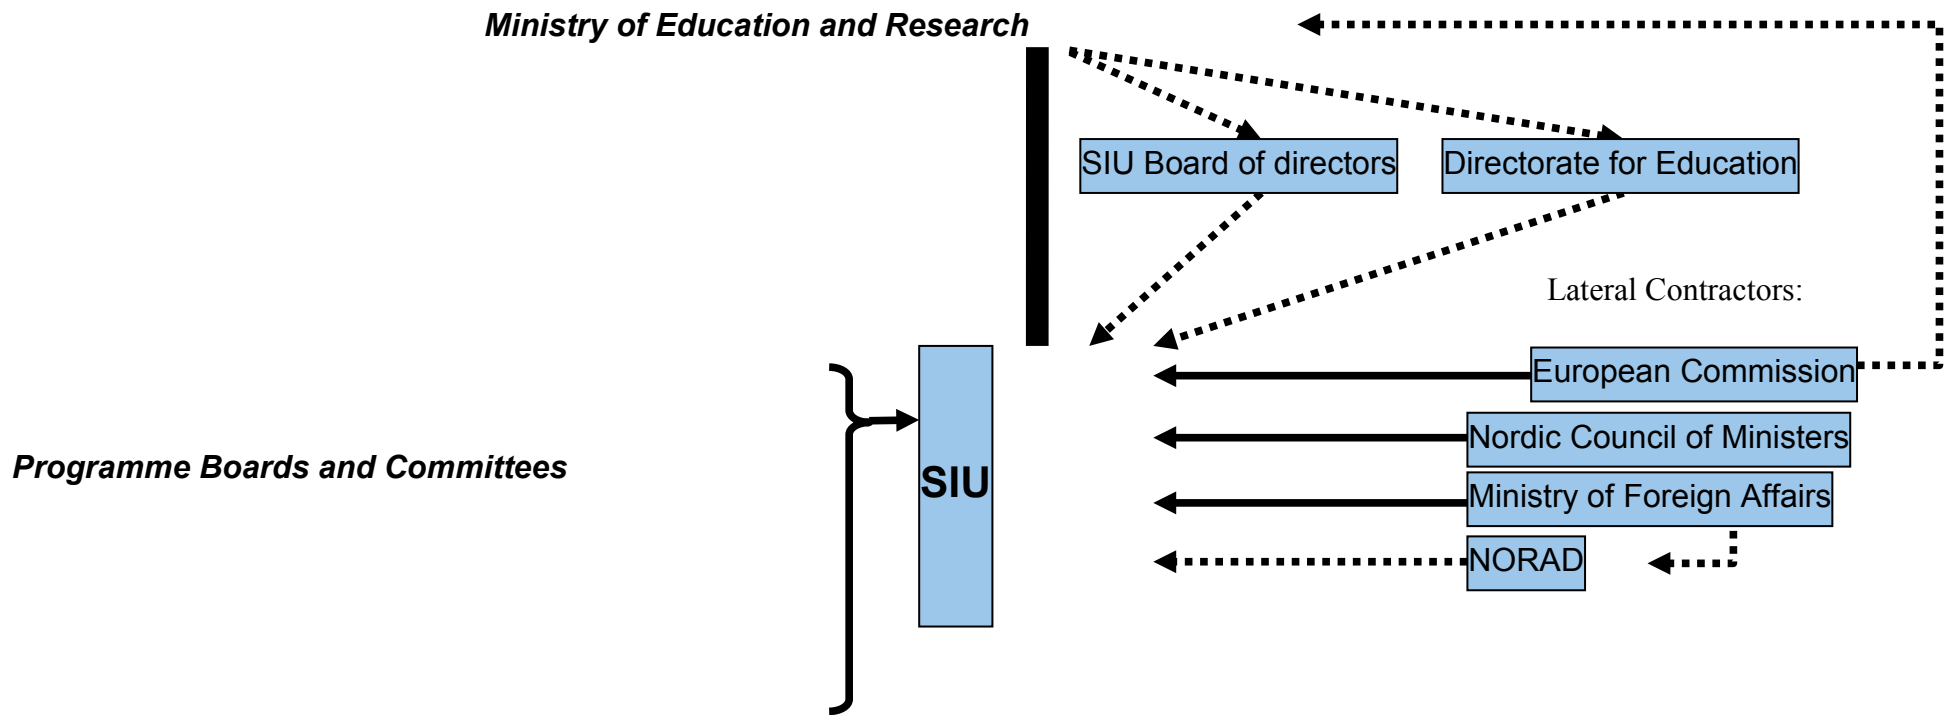 Ministry of Education and Research
SIU Board of directors
Directorate for Education
Lateral Contractors:
European Commission
Nordic Council of Ministers
Programme Boards and Committees
SIU
Ministry of Foreign Affairs
NORAD